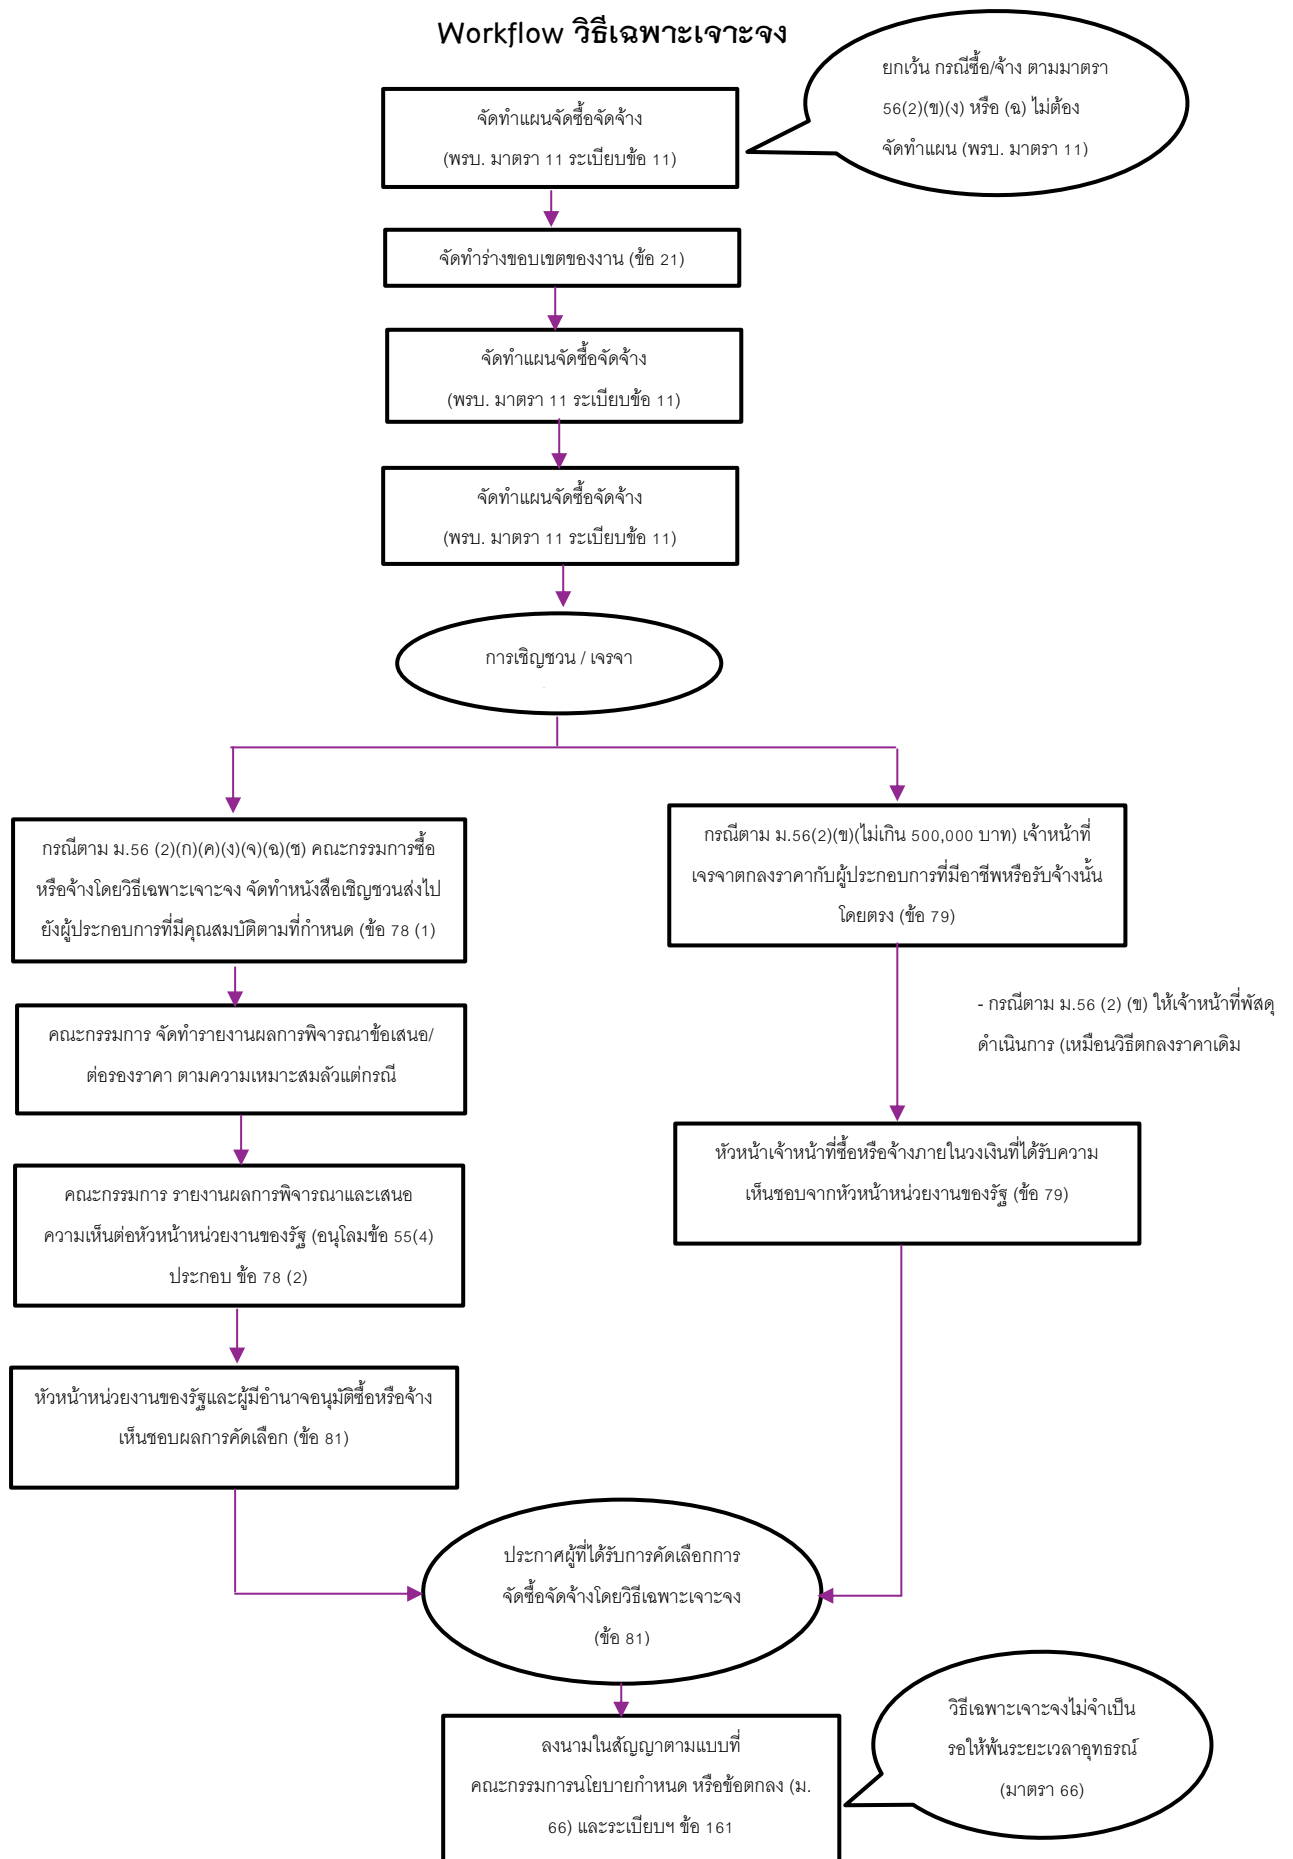 Workflow วิธีเฉพาะเจาะจง
ยกเว้น กรณีซื้อ/จ้าง ตามมาตรา
56(2)(ข)(ง) หรือ (ฉ) ไม่ต้อง
จัดทำแผน (พรบ. มาตรา 11)
จัดทำแผนจัดซื้อจัดจ้าง
(พรบ. มาตรา 11 ระเบียบข้อ 11)
จัดทำร่างขอบเขตของงาน (ข้อ 21)
จัดทำแผนจัดซื้อจัดจ้าง
(พรบ. มาตรา 11 ระเบียบข้อ 11)
จัดทำแผนจัดซื้อจัดจ้าง
(พรบ. มาตรา 11 ระเบียบข้อ 11)
การเชิญชวน / เจรจา
กรณีตาม ม.56 (2)(ก)(ค)(ง)(จ)(ฉ)(ช) คณะกรรมการซื้อ
หรือจ้างโดยวิธีเฉพาะเจาะจง จัดทำหนังสือเชิญชวนส่งไป
ยังผู้ประกอบการที่มีคุณสมบัติตามที่กำหนด (ข้อ 78 (1)
คณะกรรมการ จัดทำรายงานผลการพิจารณาข้อเสนอ/
ต่อรองราคา ตามความเหมาะสมลัวแต่กรณี
คณะกรรมการ รายงานผลการพิจารณาและเสนอ
ความเห็นต่อหัวหน้าหน่วยงานของรัฐ (อนุโลมข้อ 55(4)
ประกอบ ข้อ 78 (2)
หัวหน้าหน่วยงานของรัฐและผู้มีอำนาจอนุมัติซื้อหรือจ้าง
เห็นชอบผลการคัดเลือก (ข้อ 81)
กรณีตาม ม.56(2)(ข)(ไม่เกิน 500,000 บาท) เจ้าหน้าที่
เจรจาตกลงราคากับผู้ประกอบการที่มีอาชีพหรือรับจ้างนั้น
โดยตรง (ข้อ 79)
- กรณีตาม ม.56 (2) (ข) ให้เจ้าหน้าที่พัสดุ
ดำเนินการ (เหมือนวิธีตกลงราคาเดิม
หัวหน้าเจ้าหน้าที่ซื้อหรือจ้างภายในวงเงินที่ได้รับความ
เห็นชอบจากหัวหน้าหน่วยงานของรัฐ (ข้อ 79)
ประกาศผู้ที่ได้รับการคัดเลือกการ
จัดซื้อจัดจ้างโดยวิธีเฉพาะเจาะจง
(ข้อ 81)
ลงนามในสัญญาตามแบบที่
คณะกรรมการนโยบายกำหนด หรือข้อตกลง (ม.
66) และระเบียบฯ ข้อ 161
วิธีเฉพาะเจาะจงไม่จำเป็น
รอให้พ้นระยะเวลาอุทธรณ์
(มาตรา 66)